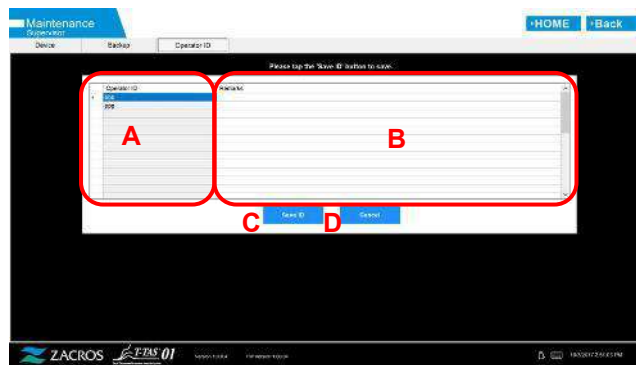 Maintenance
Supervisor
HOME
Back
Device
Backup
Operator ID
Please tap the 'Save ID' button to save.
Operator ID
Remarks
A
B
C
Save ID
D
Cancel
ZACROS
T-TAS 01